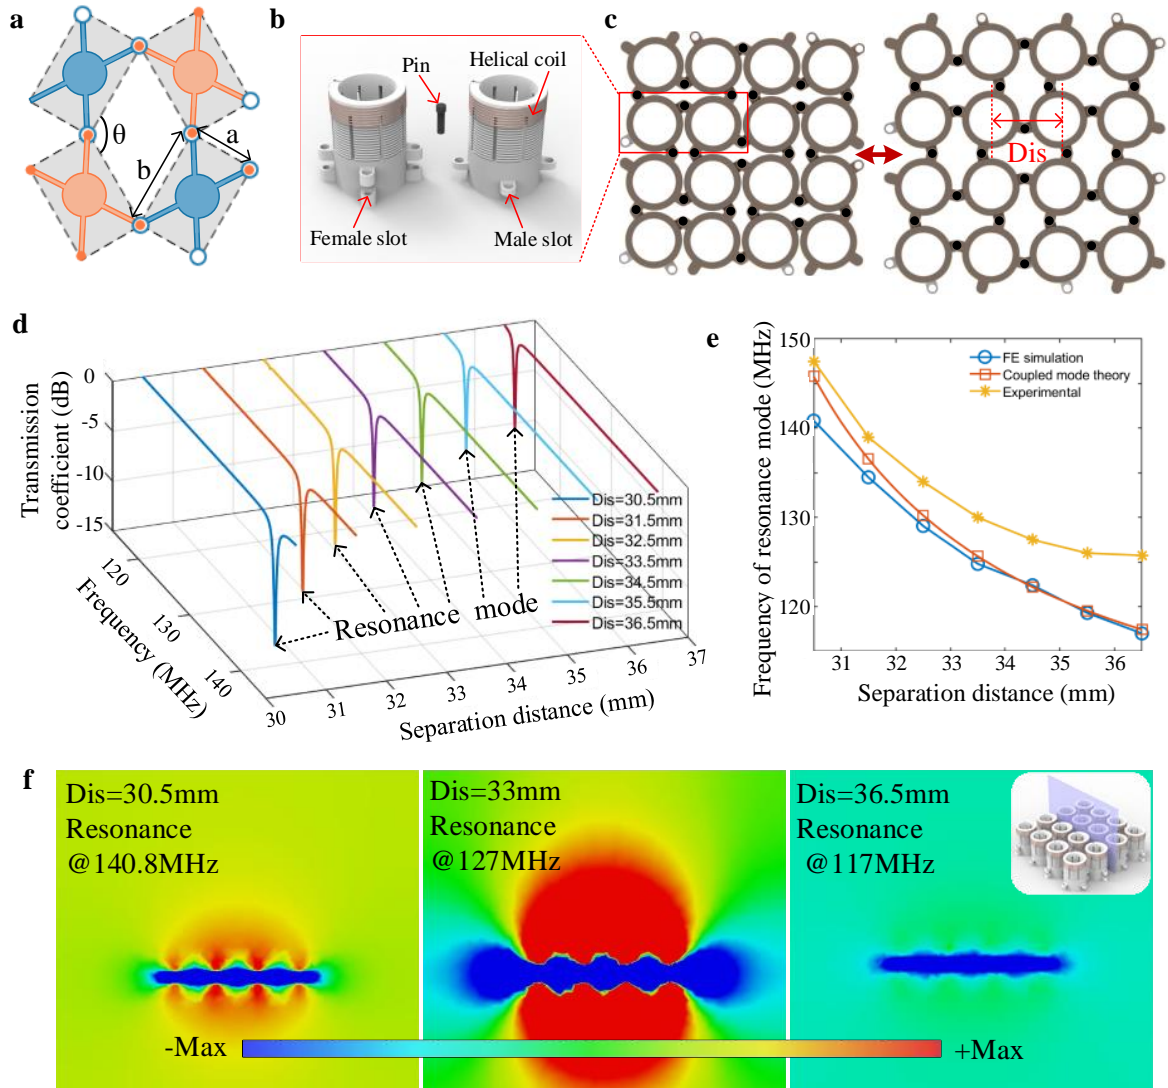 a
θ
a
b
b
Pin
Helical coil
Female slot
Male slot
c
Dis
d
Transmission
coefficient (dB)
0
-5
-10
-15
120
130
140
Frequency (MHz)
30
31
32
33
34
35
36
37
Separation distance (mm)
Resonance mode
Dis=30.5mm
Dis=31.5mm
Dis=32.5mm
Dis=33.5mm
Dis=34.5mm
Dis=35.5mm
Dis=36.5mm
e
Frequency of resonance mode (MHz)
150
140
130
120
31
32
33
34
35
36
Separation distance (mm)
FE simulation
Coupled mode theory
Experimental
f
Dis=30.5mm
Resonance
@140.8MHz
Dis=33mm
Resonance
@127MHz
Dis=36.5mm
Resonance
@117MHz
-Max
+Max